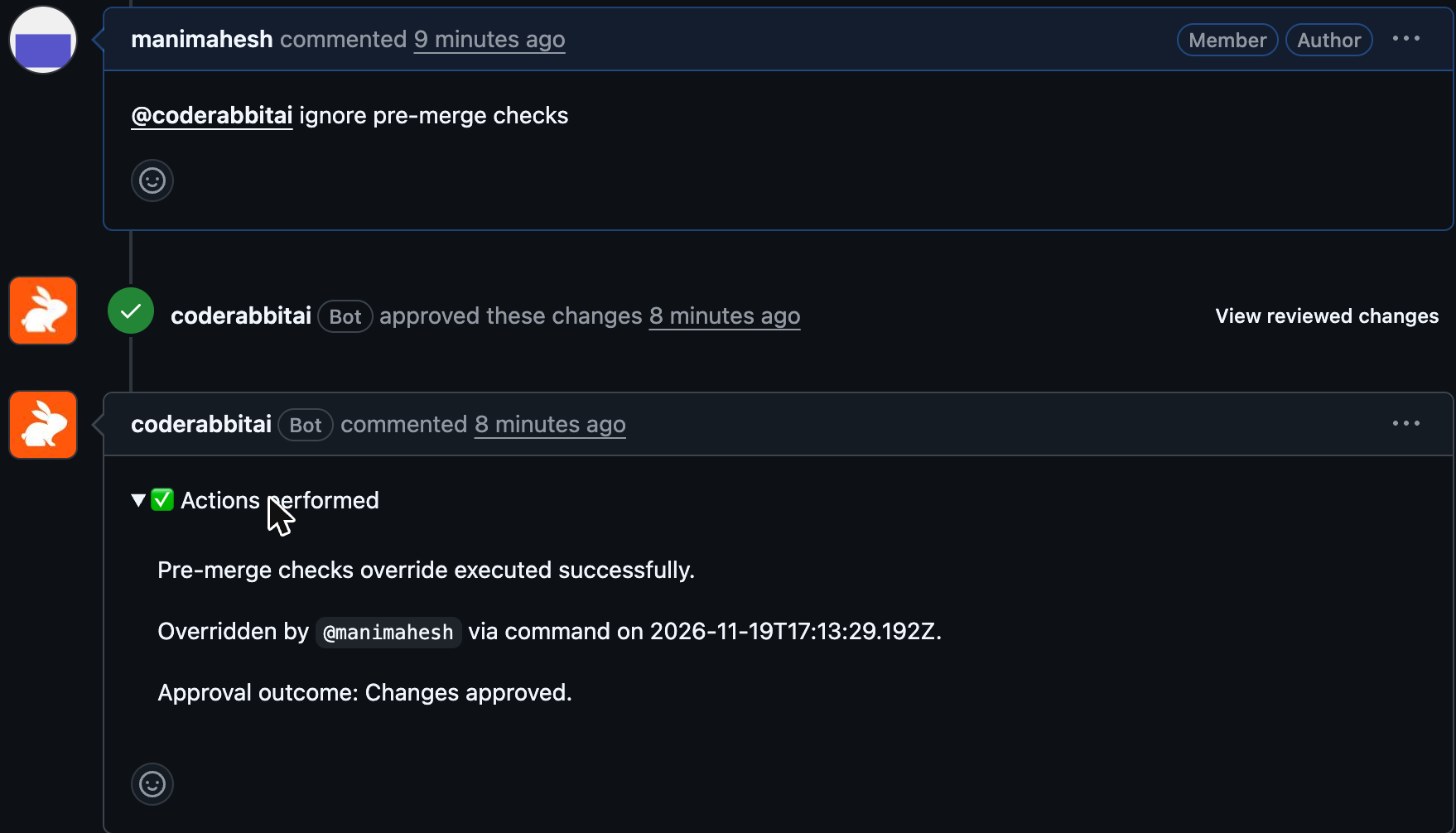 manimahesh commented 9 minutes ago Member Author
@coderabbitai ignore pre-merge checks
coderabbitai Bot approved these changes 8 minutes ago View reviewed changes
coderabbitai Bot commented 8 minutes ago
▼ ✅ Actions performed
Pre-merge checks override executed successfully.
Overridden by @manimahesh via command on 2026-11-19T17:13:29.192Z.
Approval outcome: Changes approved.